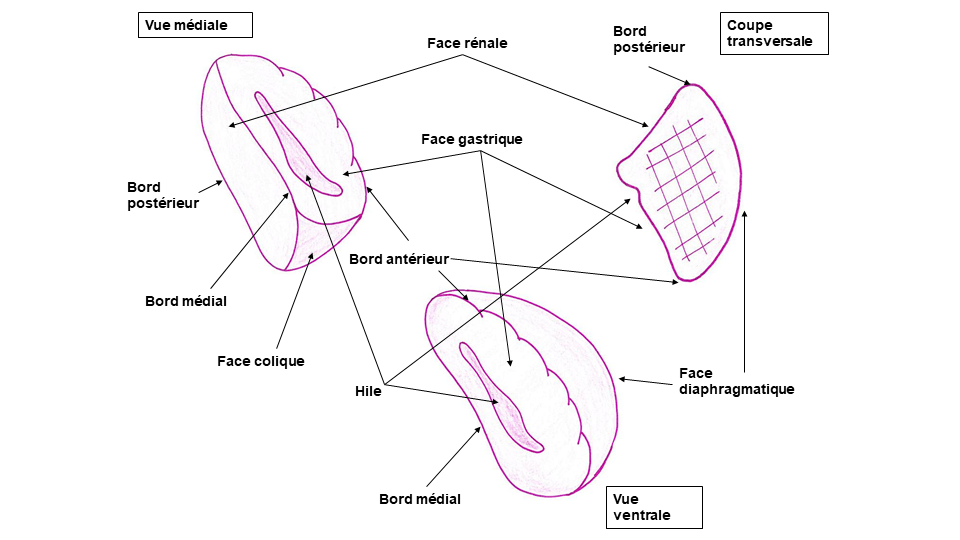 Vue médiale
Face rénale
Bord
postérieur
Coupe
transversale
Face gastrique
Bord
postérieur
Bord antérieur
Bord médial
Face colique
Hile
Face
diaphragmatique
Bord médial
Vue
ventrale